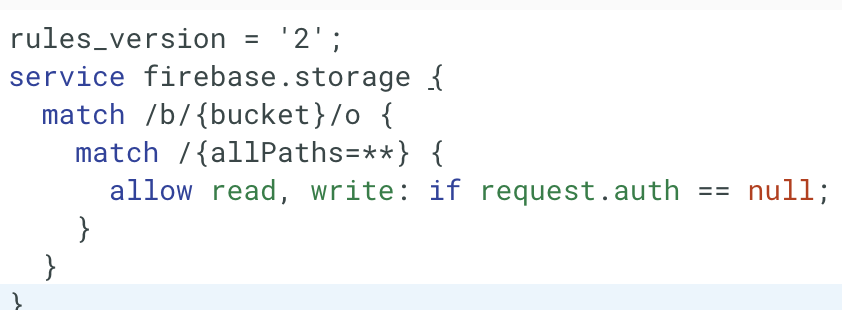 rules_version = '2';
service firebase.storage {
match /b/{bucket}/o {
match /{allPaths=**} {
allow read, write: if request.auth == null;
}
}
}